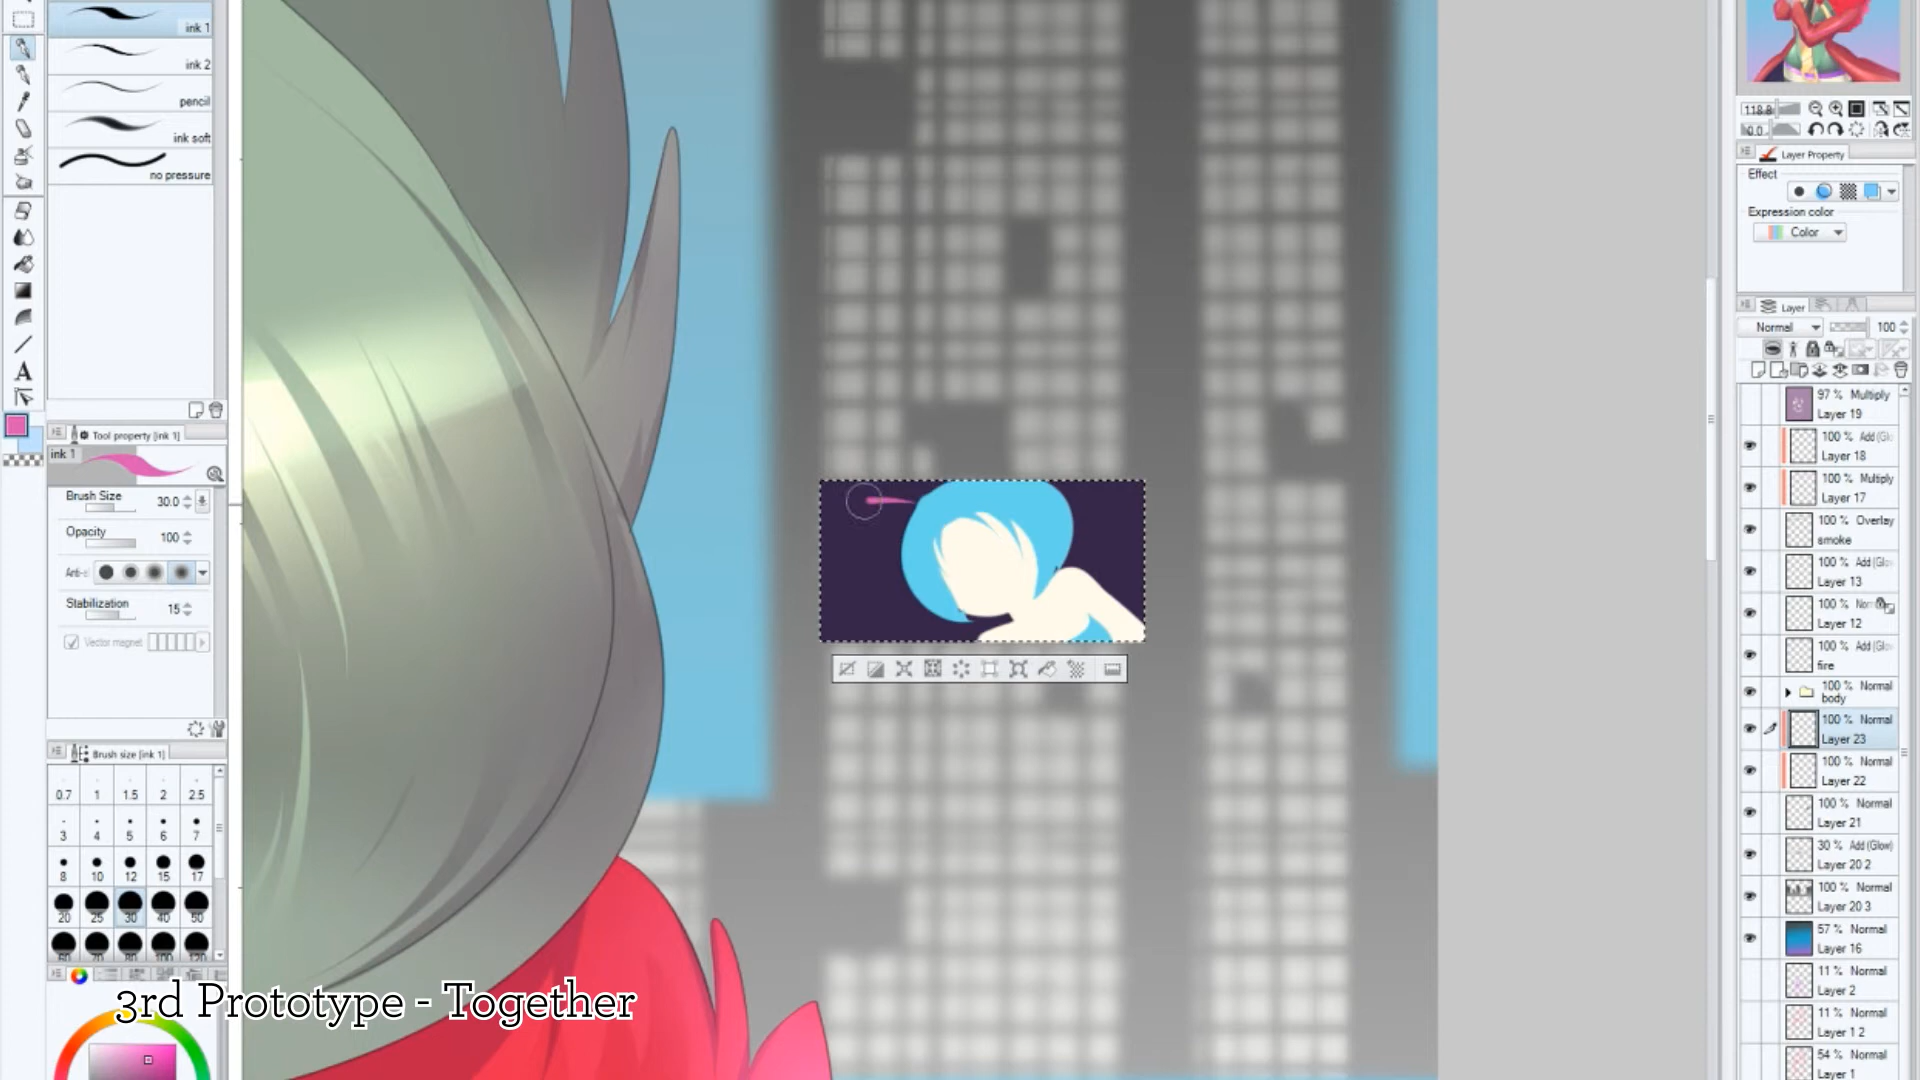 ink 1
ink 2
pencil
ink soft
no pressure
Tool property [ink 1]
ink 1
Brush Size 30.0
Opacity 100
Stabilization 15
Vector magnet
Brush size [ink 1]
0.7 1 1.5 2 2.5
3 4 5 6 7
8 10 12 15 17
20 25 30 40 50
3rd Prototype - Together
Layer Property
Effect
Expression color
Color
Layer
Normal 100
97 % Multiply
Layer 19
100 % Add (Glo
Layer 18
100 % Multiply
Layer 17
100 % Overlay
smoke
100 % Add (Glo
Layer 13
100 % Nor
Layer 12
100 % Add (Glo
fire
100 % Normal
body
100 % Normal
Layer 23
100 % Normal
Layer 22
100 % Normal
Layer 21
30 % Add (Glow)
Layer 20 2
100 % Normal
Layer 20 3
57 % Normal
Layer 16
11 % Normal
Layer 2
11 % Normal
Layer 1 2
54 % Normal
Layer 1